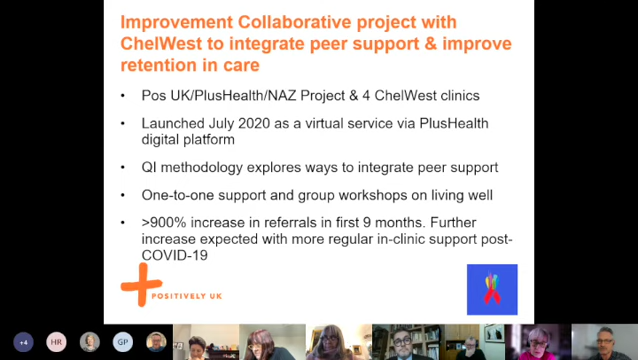 Improvement Collaborative project with
ChelWest to integrate peer support & improve
retention in care
• Pos UK/PlusHealth/NAZ Project & 4 ChelWest clinics
• Launched July 2020 as a virtual service via PlusHealth
digital platform
• QI methodology explores ways to integrate peer support
• One-to-one support and group workshops on living well
• >900% increase in referrals in first 9 months. Further
increase expected with more regular in-clinic support post-
COVID-19
POSITIVELY UK
+4
HR
GP